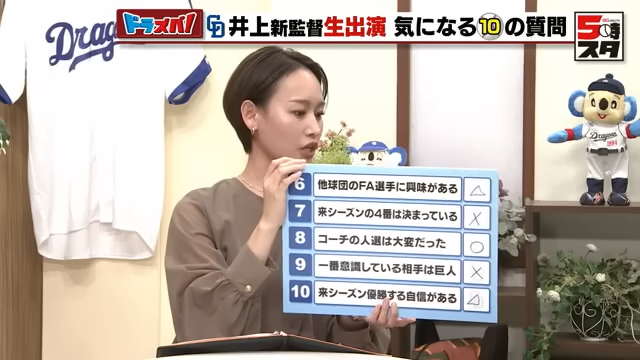 ドラスバ!
CD 井上新監督生出演 気になる10の質問
5時スタ
Dragons
Dragons
1994
6 他球団のFA選手に興味がある △
7 来シーズンの4番は決まっている ×
8 コーチの人選は大変だった ○
9 一番意識している相手は巨人 ×
10 来シーズン優勝する自信がある